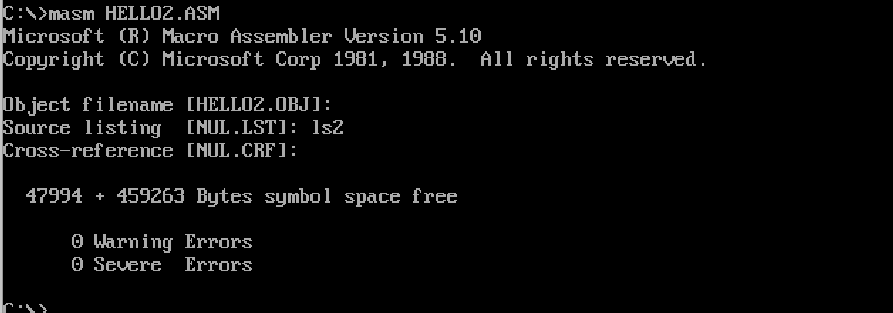 C:\>masm HELLO2.ASM
Microsoft (R) Macro Assembler Version 5.10
Copyright (C) Microsoft Corp 1981, 1988.  All rights reserved.
Object filename [HELLO2.OBJ]:
Source listing  [NUL.LST]: ls2
Cross-reference [NUL.CRF]:
47994 + 459263 Bytes symbol space free
0 Warning Errors
0 Severe  Errors
C:\>